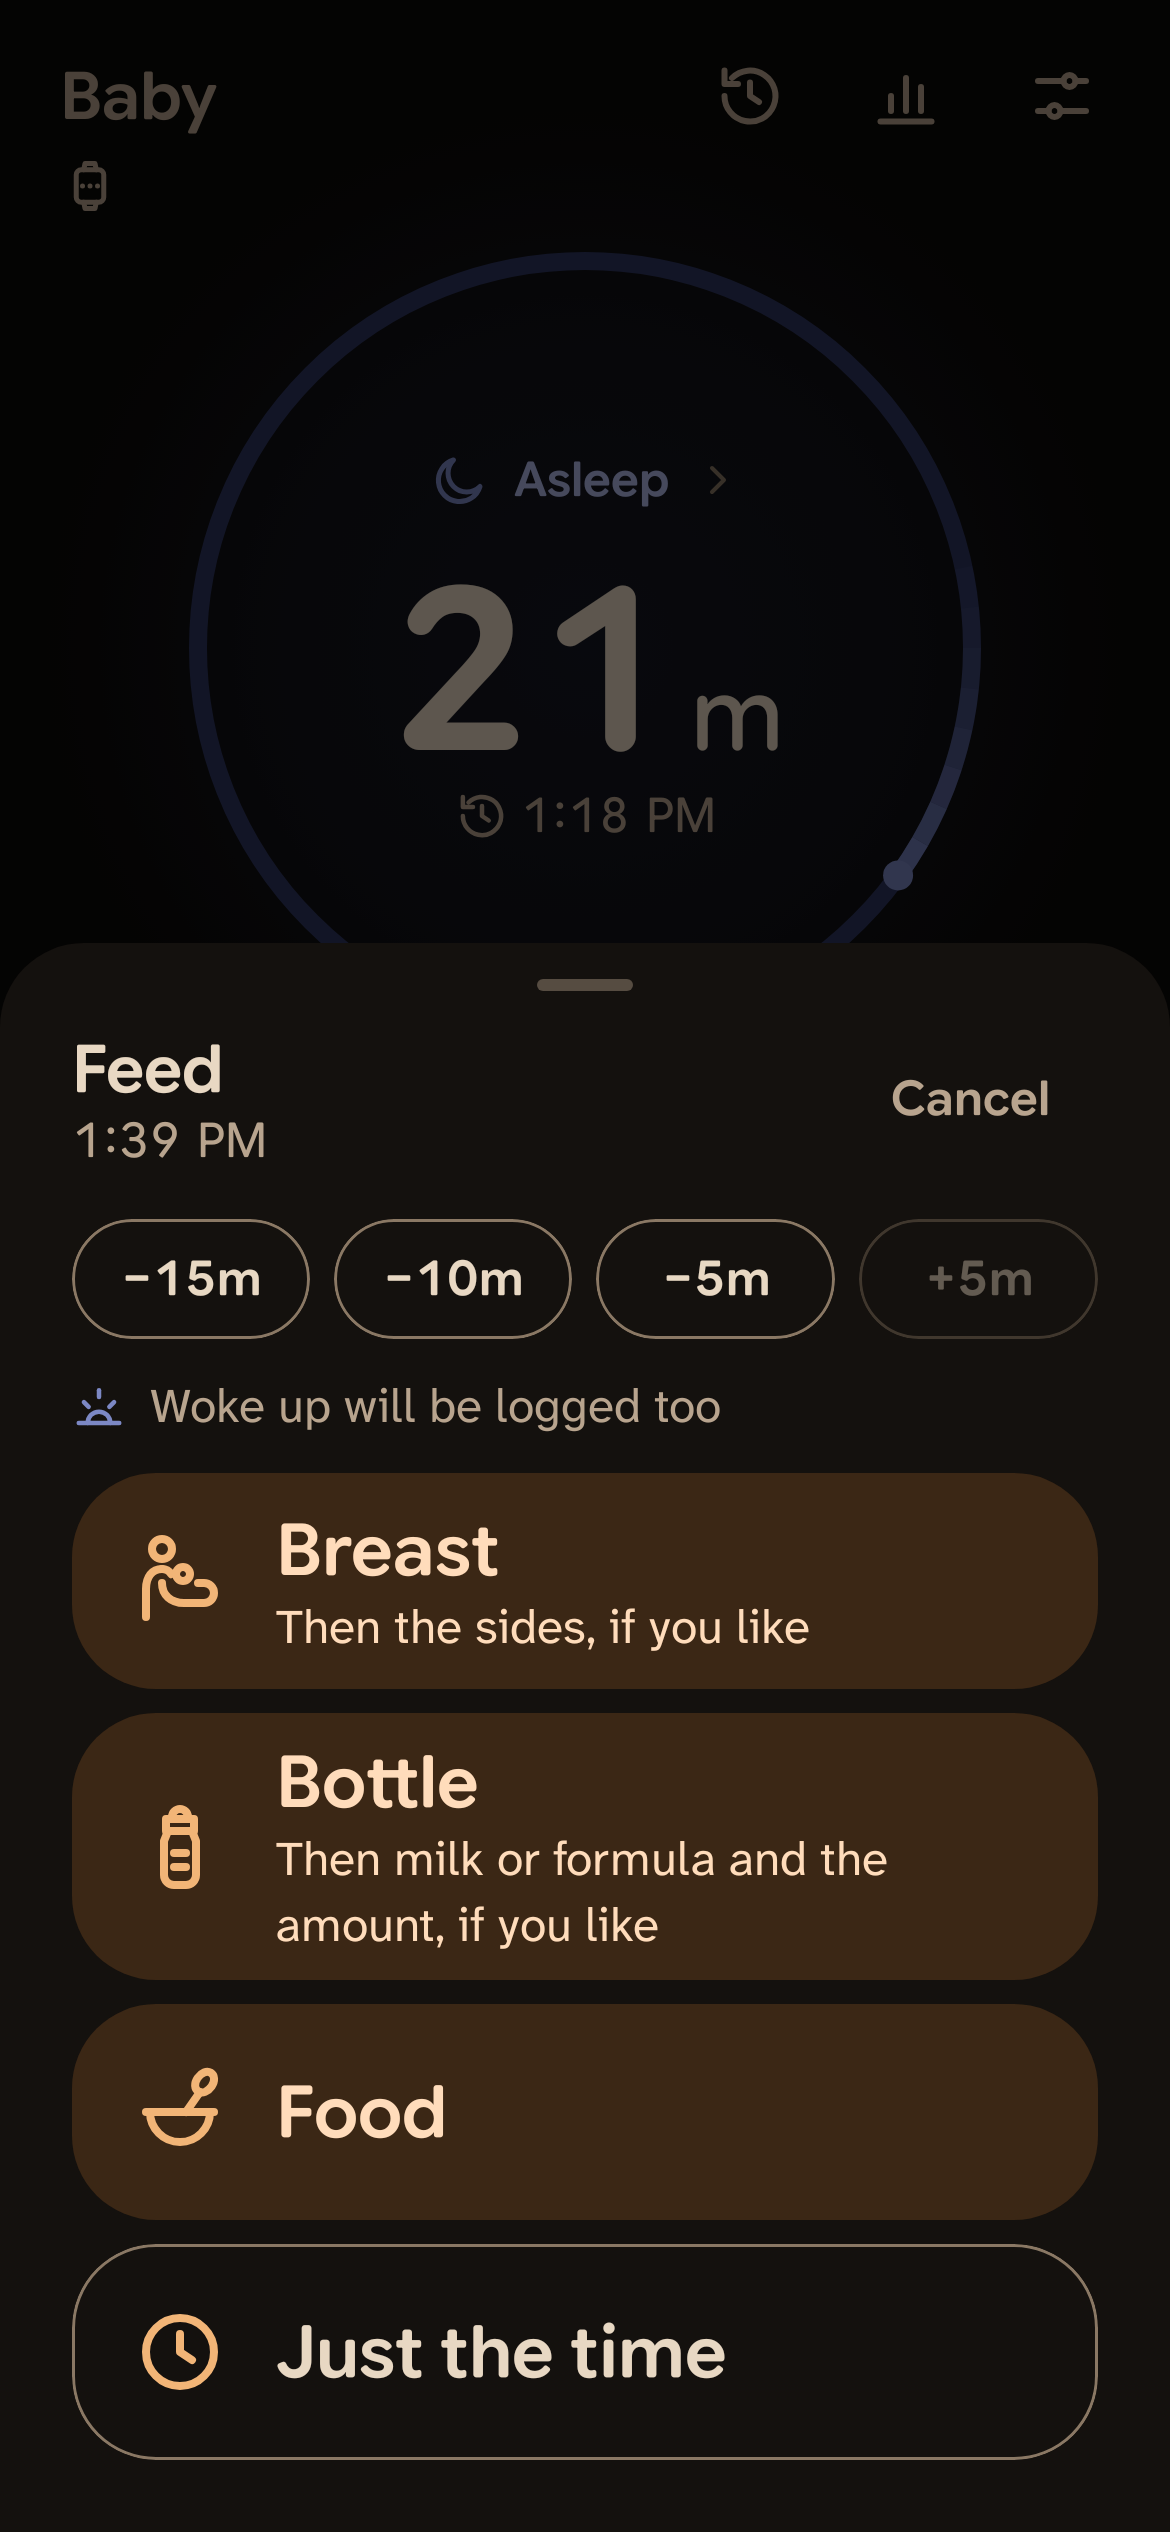 Baby
Asleep
21 m
1:18 PM
Feed
1:39 PM
Cancel
−15m
−10m
−5m
+5m
Woke up will be logged too
Breast
Then the sides, if you like
Bottle
Then milk or formula and the
amount, if you like
Food
Just the time